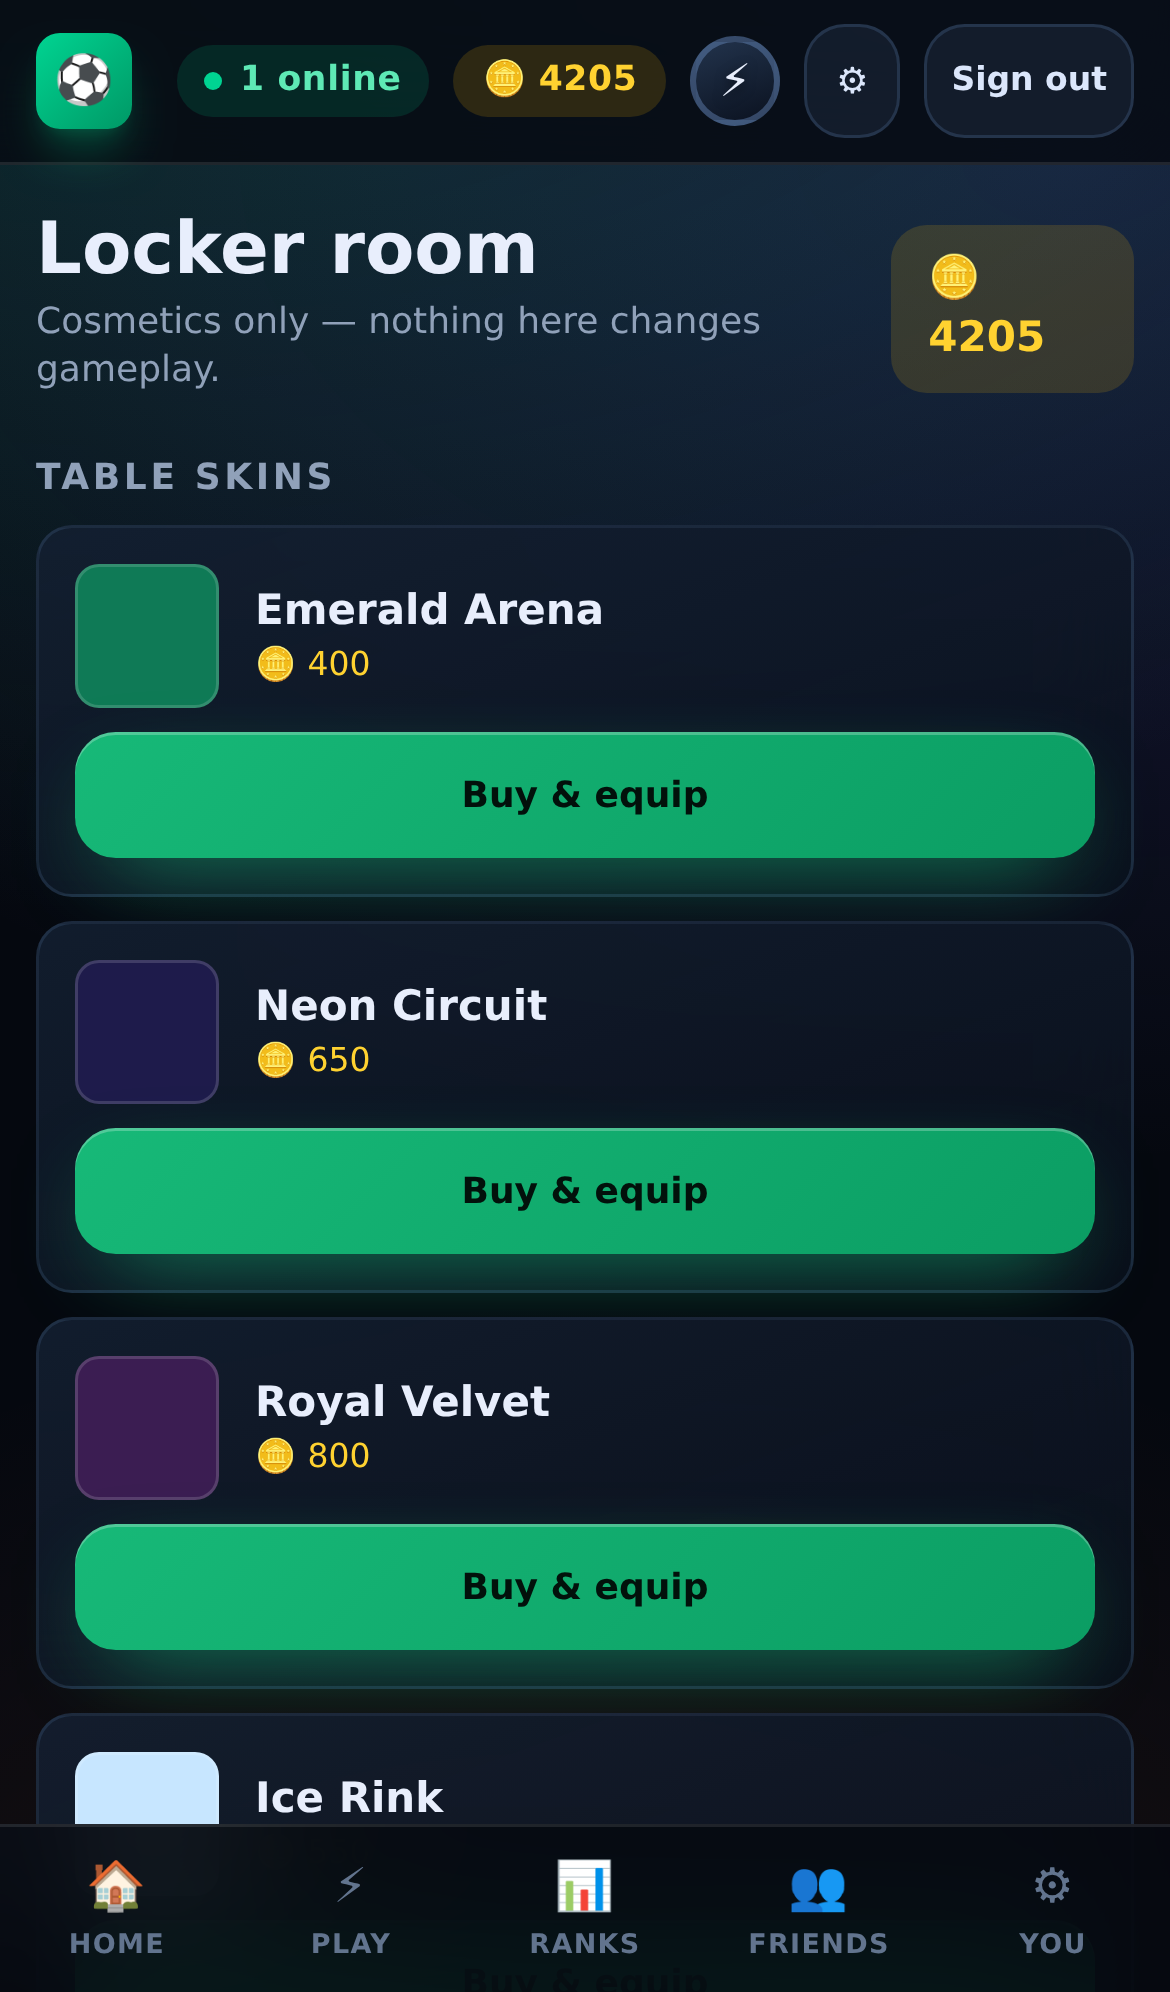 1 online
4205
Sign out
Locker room
Cosmetics only — nothing here changes
gameplay.
4205
TABLE SKINS
Emerald Arena
400
Buy & equip
Neon Circuit
650
Buy & equip
Royal Velvet
800
Buy & equip
Ice Rink
HOME
PLAY
RANKS
FRIENDS
YOU
Buy & equip